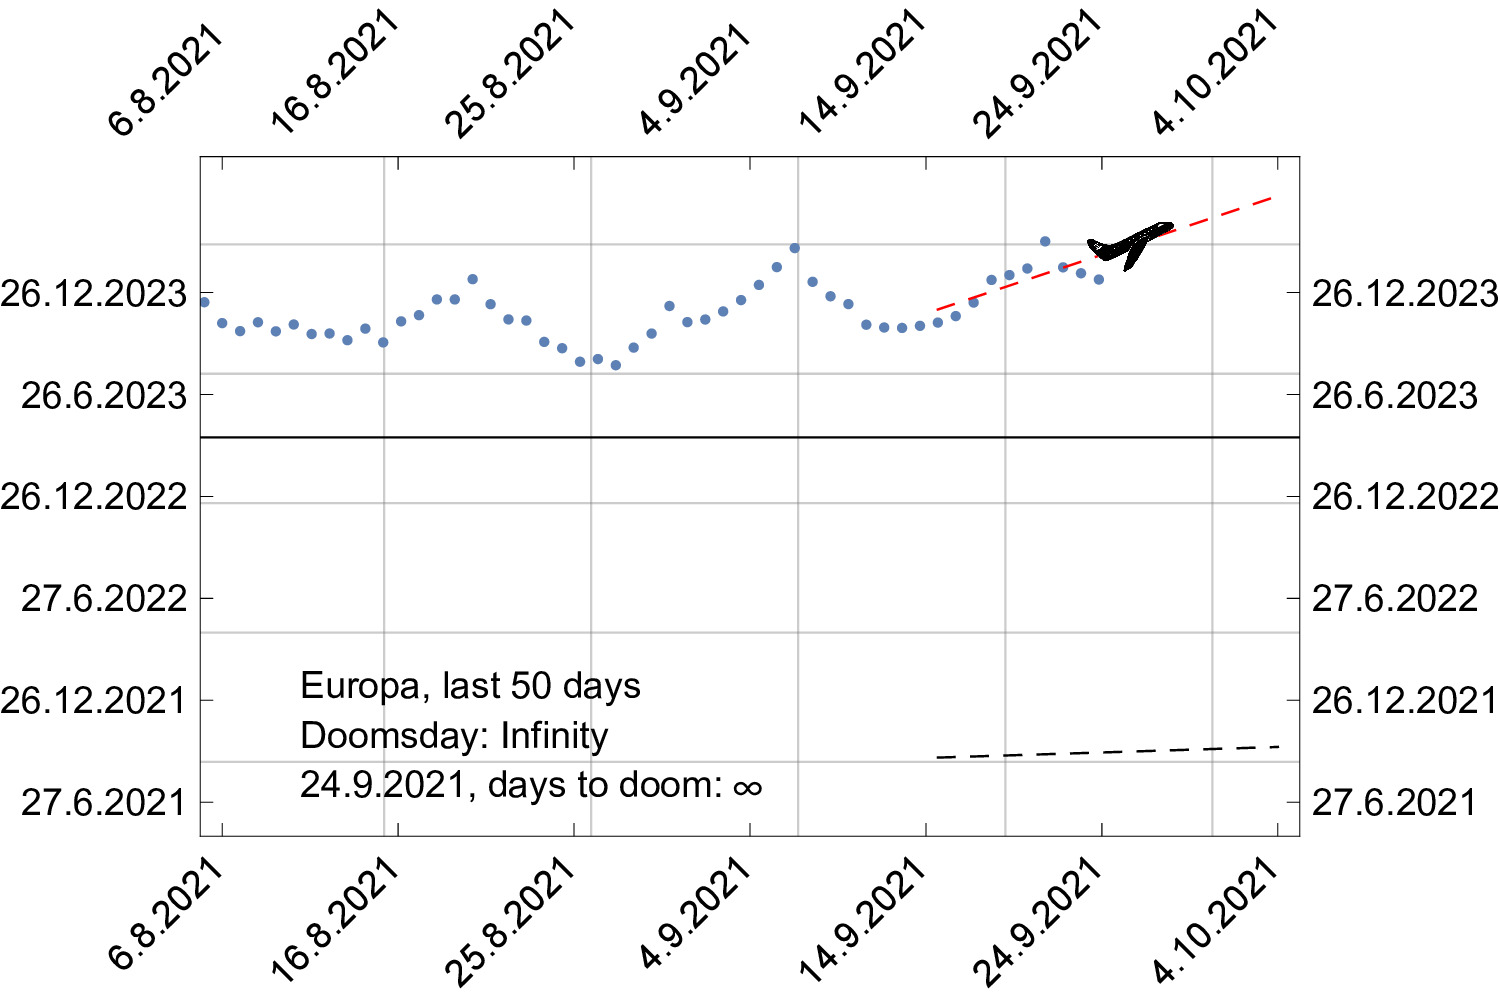 6.8.2021 16.8.2021 25.8.2021 4.9.2021 14.9.2021 24.9.2021 4.10.2021
26.12.2023 26.12.2023
26.6.2023 26.6.2023
26.12.2022 26.12.2022
27.6.2022 27.6.2022
Europa, last 50 days
26.12.2021 26.12.2021
Doomsday: Infinity
24.9.2021, days to doom: ∞
27.6.2021 27.6.2021
6.8.2021 16.8.2021 25.8.2021 4.9.2021 14.9.2021 24.9.2021 4.10.2021